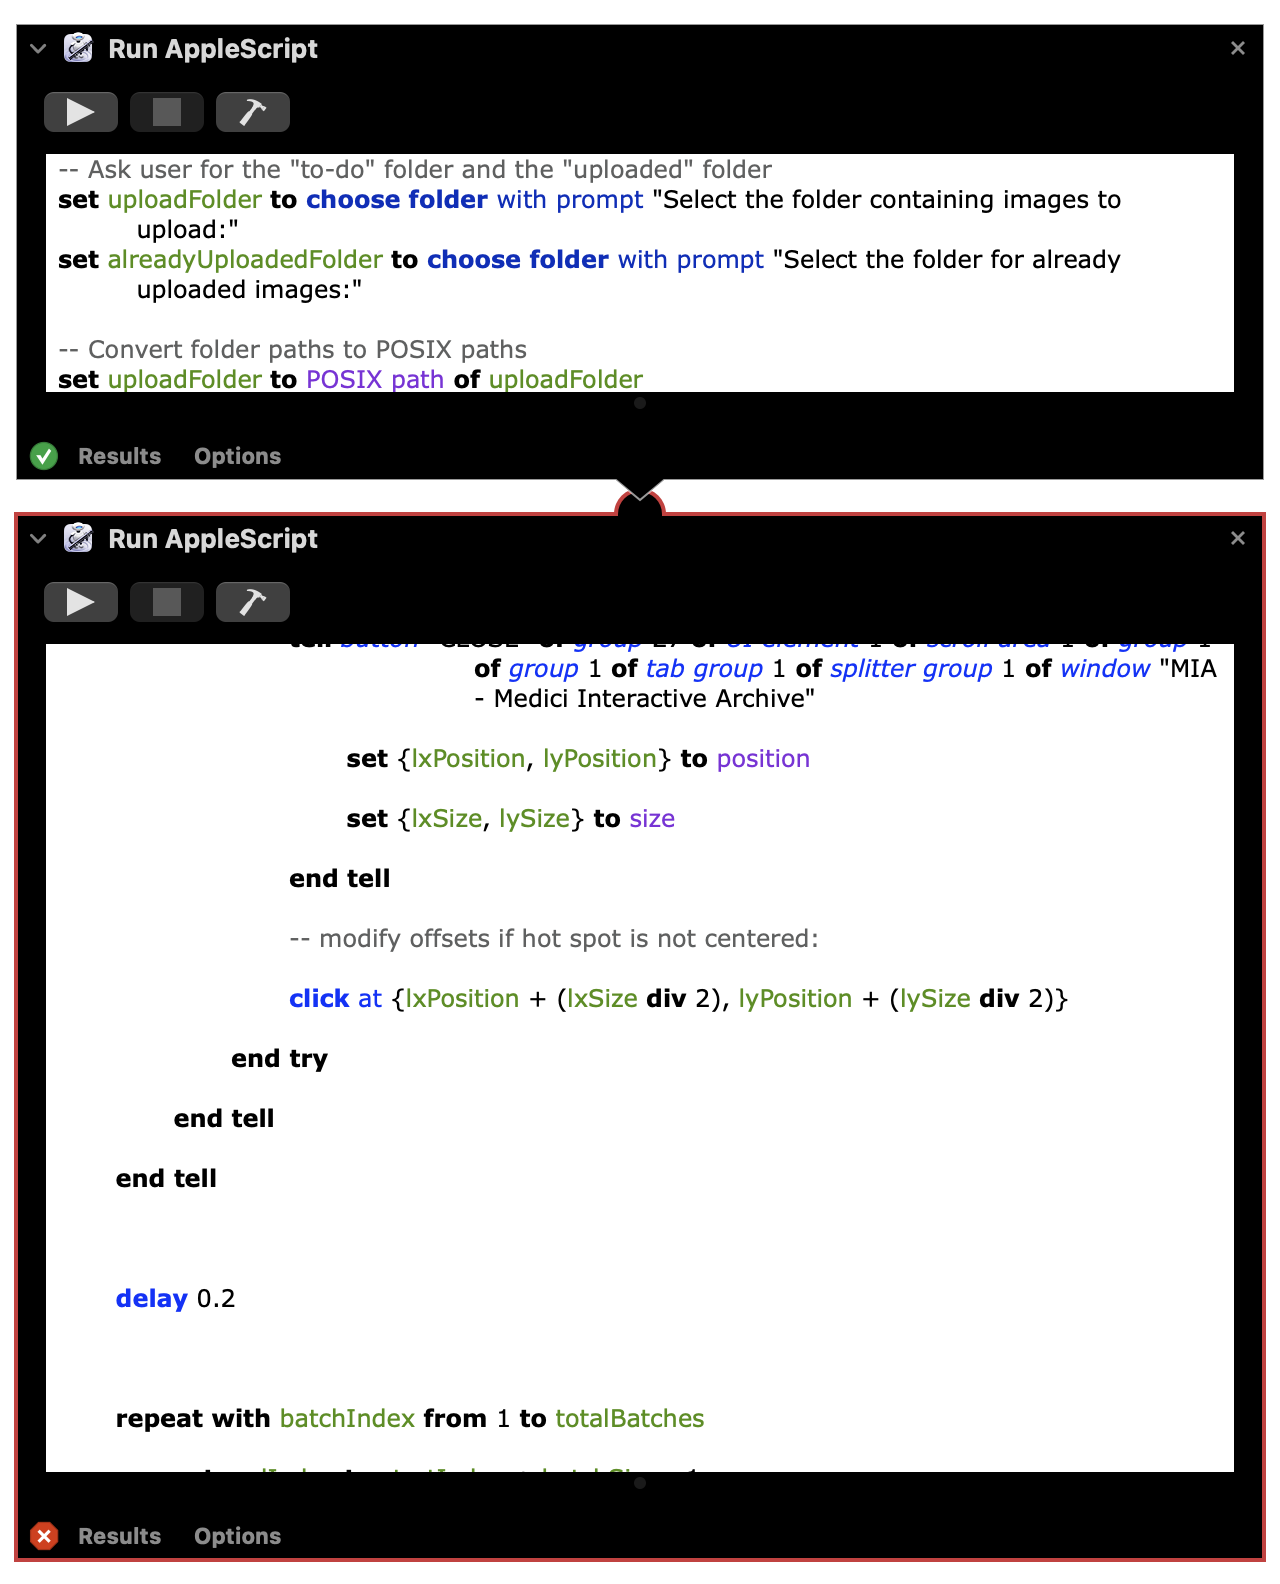 Run AppleScript
-- Ask user for the "to-do" folder and the "uploaded" folder
set uploadFolder to choose folder with prompt "Select the folder containing images to
upload:"
set alreadyUploadedFolder to choose folder with prompt "Select the folder for already
uploaded images:"
-- Convert folder paths to POSIX paths
set uploadFolder to POSIX path of uploadFolder
Results Options
Run AppleScript
of group 1 of tab group 1 of splitter group 1 of window "MIA
- Medici Interactive Archive"
set {lxPosition, lyPosition} to position
set {lxSize, lySize} to size
end tell
-- modify offsets if hot spot is not centered:
click at {lxPosition + (lxSize div 2), lyPosition + (lySize div 2)}
end try
end tell
end tell
delay 0.2
repeat with batchIndex from 1 to totalBatches
Results Options